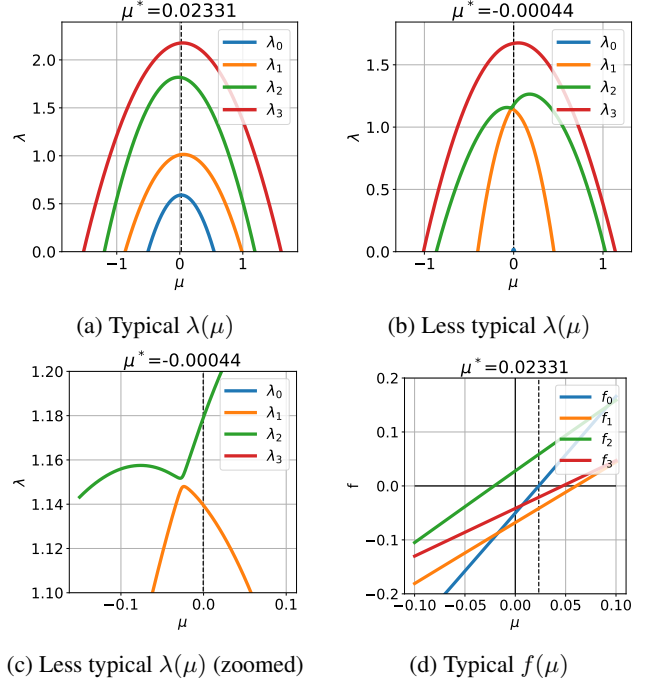 μ*=0.02331
λ
2.0
1.5
1.0
0.5
0.0
−1
0
1
μ
λ0
λ1
λ2
λ3
(a) Typical λ(μ)
μ*=-0.00044
λ
1.5
1.0
0.5
0.0
−1
0
1
μ
λ0
λ1
λ2
λ3
(b) Less typical λ(μ)
μ*=-0.00044
λ
1.20
1.18
1.16
1.14
1.12
1.10
−0.1
0.0
0.1
μ
λ0
λ1
λ2
λ3
(c) Less typical λ(μ) (zoomed)
μ*=0.02331
f
0.2
0.1
0.0
−0.1
−0.2
−0.10
−0.05
0.00
0.05
0.10
μ
f0
f1
f2
f3
(d) Typical f(μ)